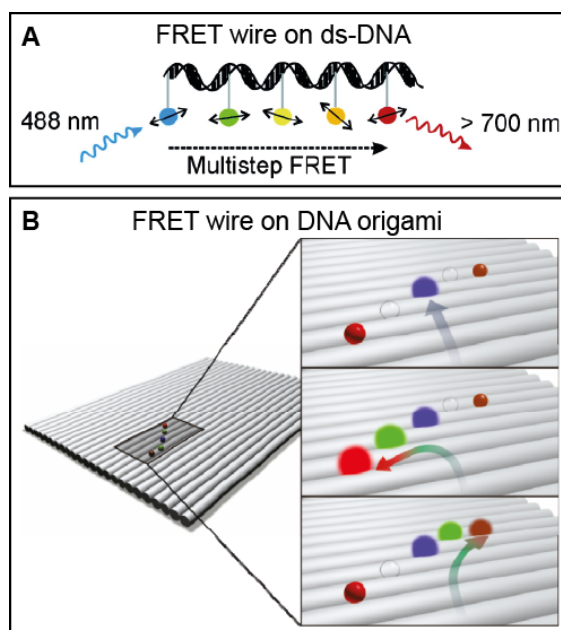 A FRET wire on ds-DNA
488 nm
> 700 nm
Multistep FRET
B FRET wire on DNA origami